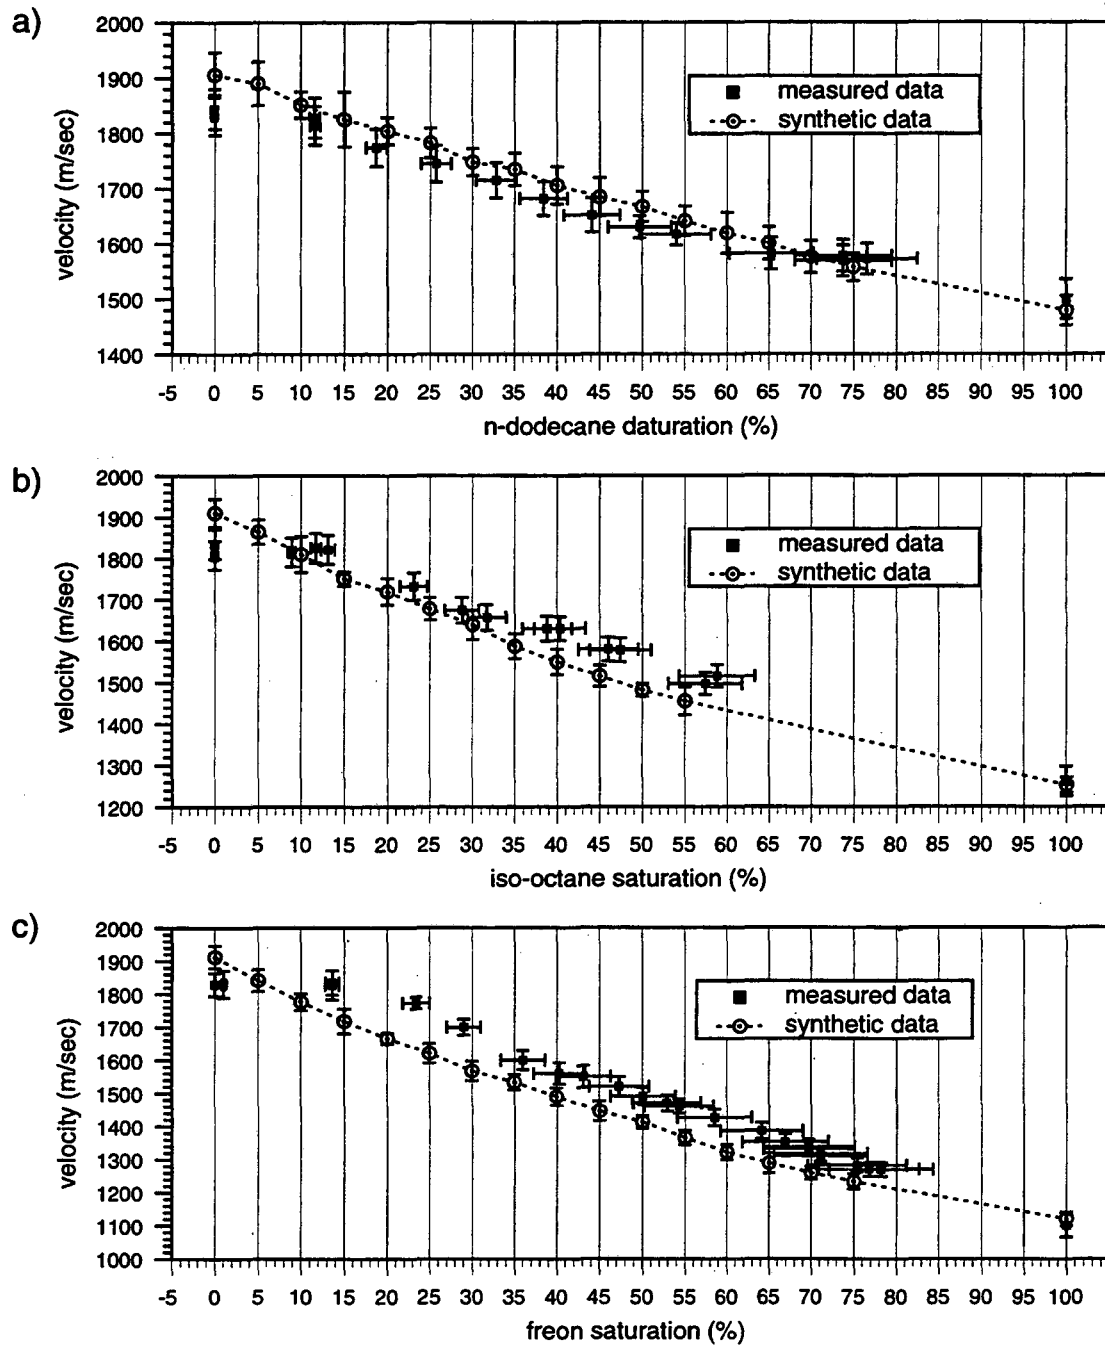 a)
2000
1900
1800
1700
1600
1500
1400
velocity (m/sec)
measured data
synthetic data
-5 0 5 10 15 20 25 30 35 40 45 50 55 60 65 70 75 80 85 90 95 100
n-dodecane daturation (%)
b)
2000
1900
1800
1700
1600
1500
1400
1300
1200
velocity (m/sec)
measured data
synthetic data
-5 0 5 10 15 20 25 30 35 40 45 50 55 60 65 70 75 80 85 90 95 100
iso-octane saturation (%)
c)
2000
1900
1800
1700
1600
1500
1400
1300
1200
1100
1000
velocity (m/sec)
measured data
synthetic data
-5 0 5 10 15 20 25 30 35 40 45 50 55 60 65 70 75 80 85 90 95 100
freon saturation (%)